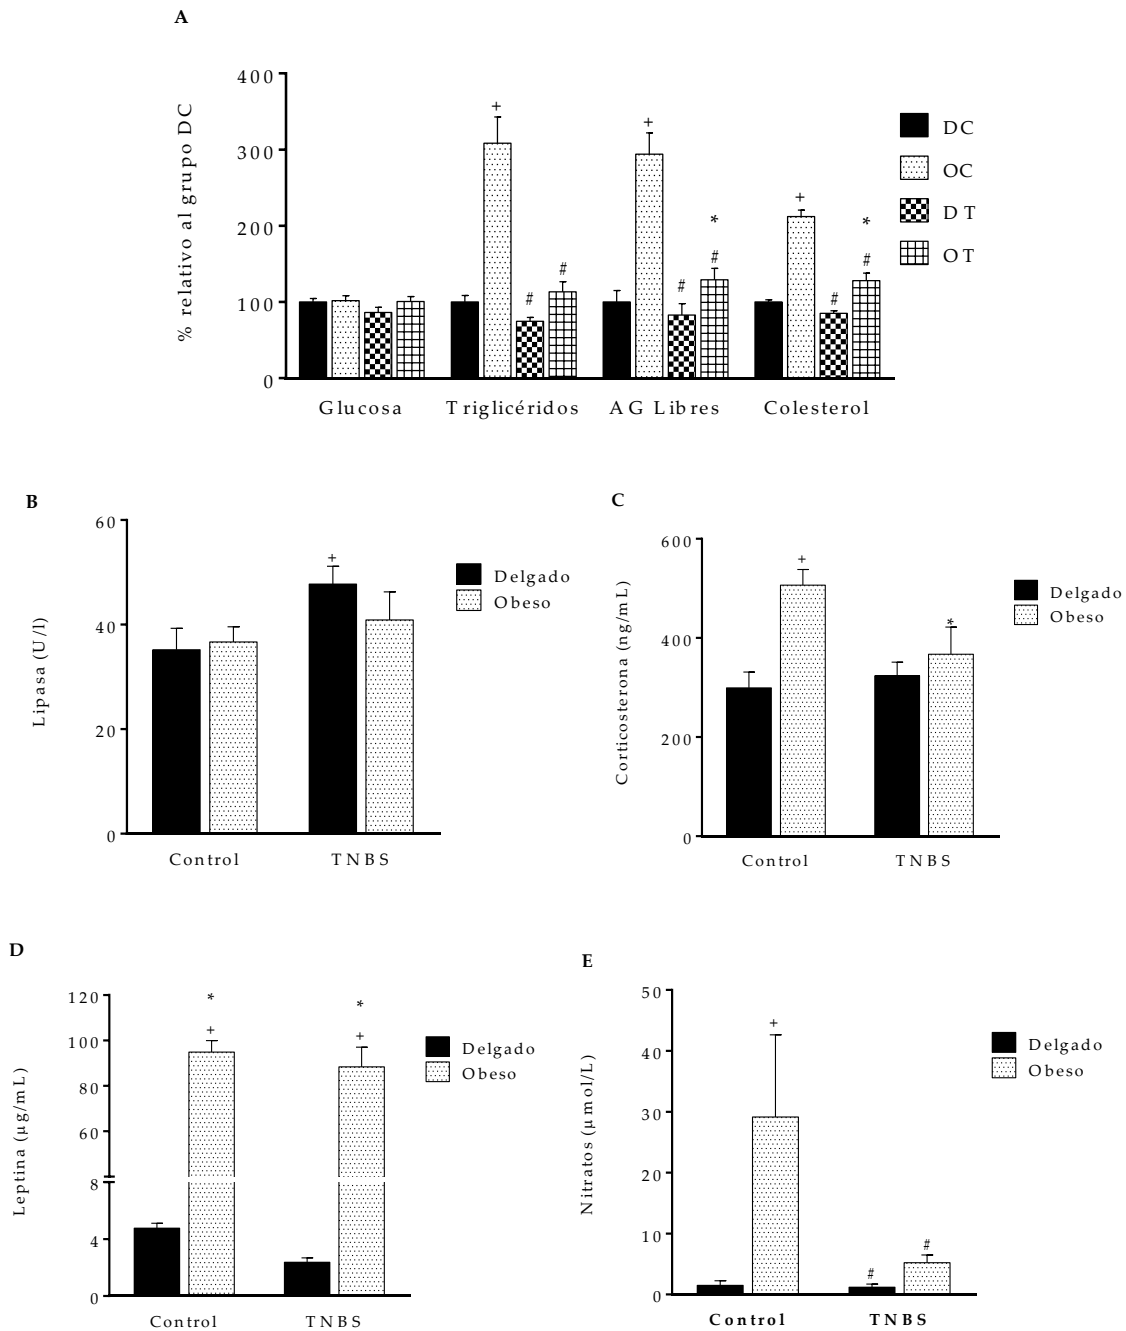 A
% relativo al grupo DC
400
300
200
100
0
+
+
+
#
#
#
#
*
#
#
*
Glucosa Triglicéridos AG Libres Colesterol
DC
OC
DT
OT
B
Lipasa (U/l)
60
40
20
0
+
Control TNBS
Delgado
Obeso
C
Corticosterona (ng/mL)
600
400
200
0
+
*
Control TNBS
Delgado
Obeso
D
Leptina (µg/mL)
120
100
80
60
8
4
0
*
+
*
+
Control TNBS
Delgado
Obeso
E
Nitratos (µmol/L)
50
40
30
20
10
0
+
#
#
Control TNBS
Delgado
Obeso